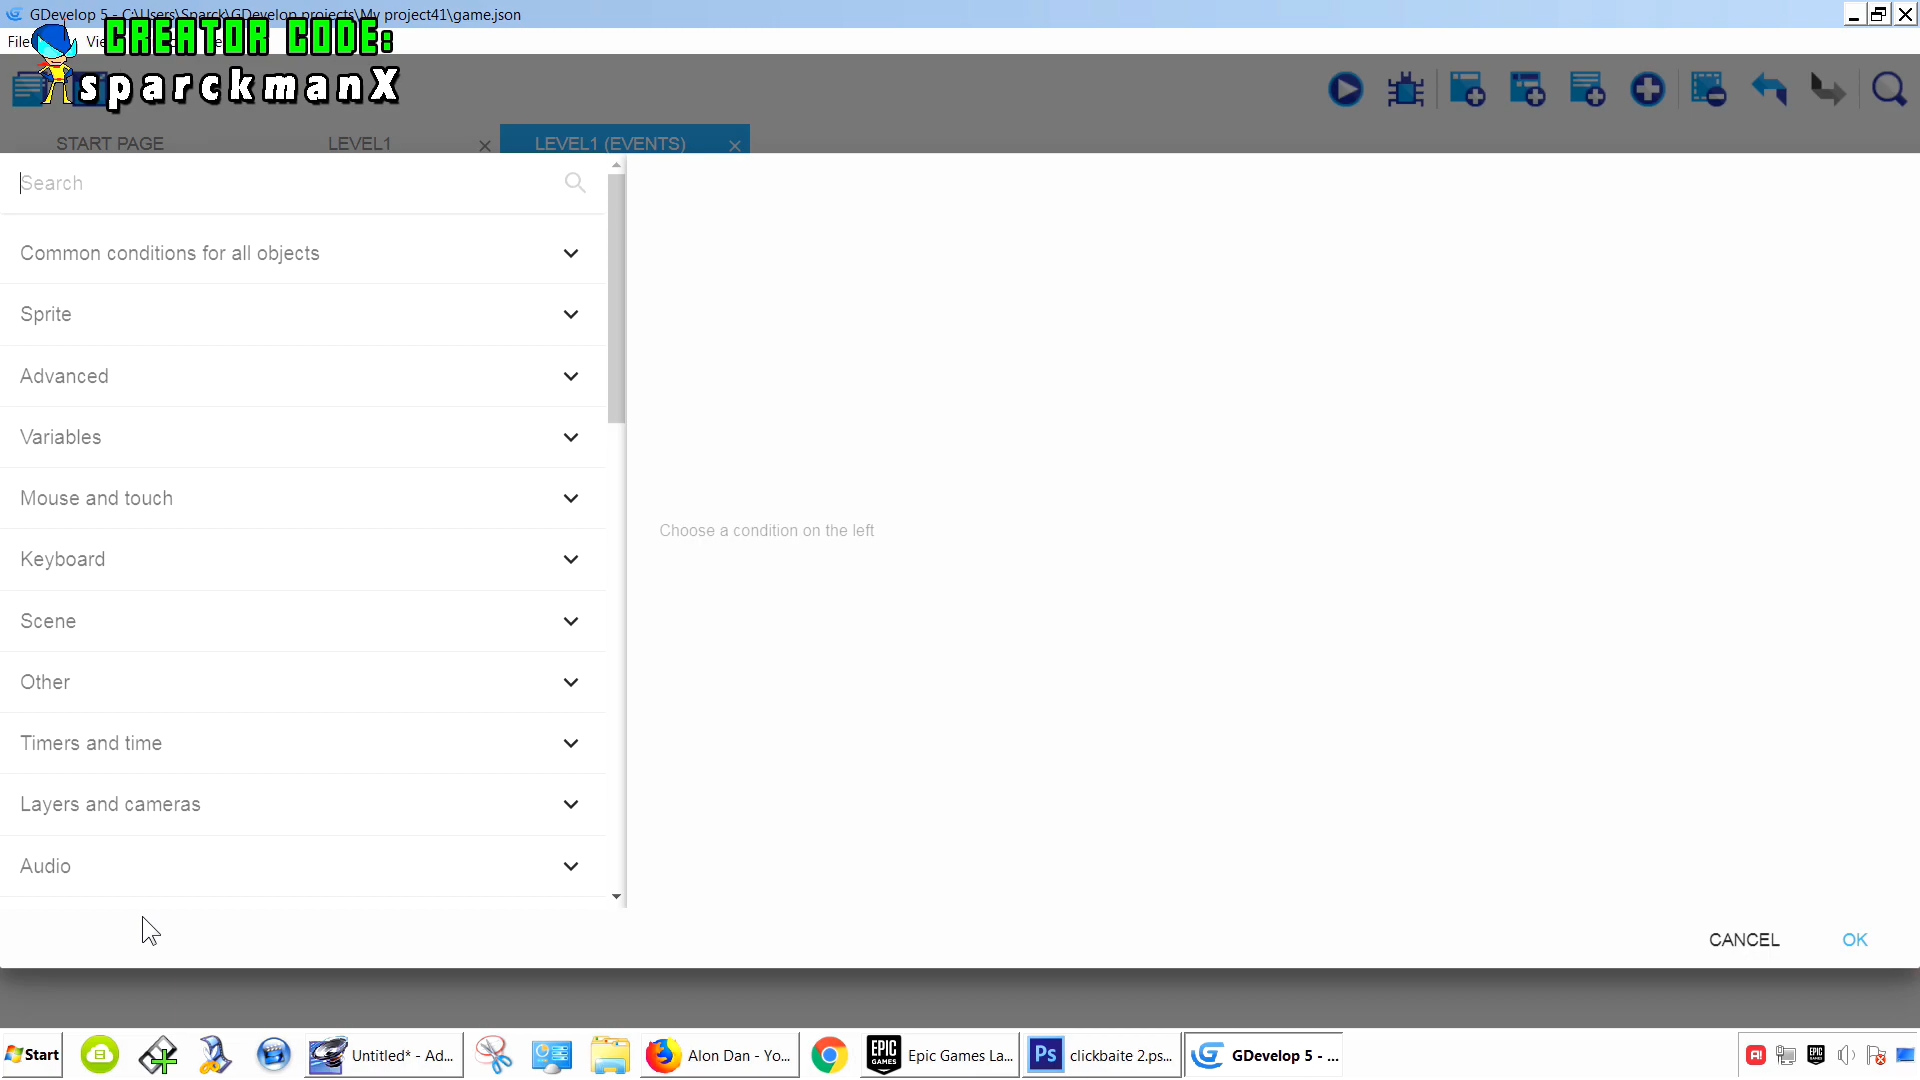 GDevelop 5 - C:\Users\Sparck\GDevelop projects\My project41\game.json
File
CREATOR CODE:
sparckmanX
START PAGE
LEVEL1
LEVEL1 (EVENTS)
Search
Common conditions for all objects
Sprite
Advanced
Variables
Mouse and touch
Keyboard
Scene
Other
Timers and time
Layers and cameras
Audio
Choose a condition on the left
CANCEL
OK
Start
Untitled* - Ad...
Alon Dan - Yo...
EPIC GAMES
Epic Games La...
Ps
clickbaite 2.ps...
GDevelop 5 - ...